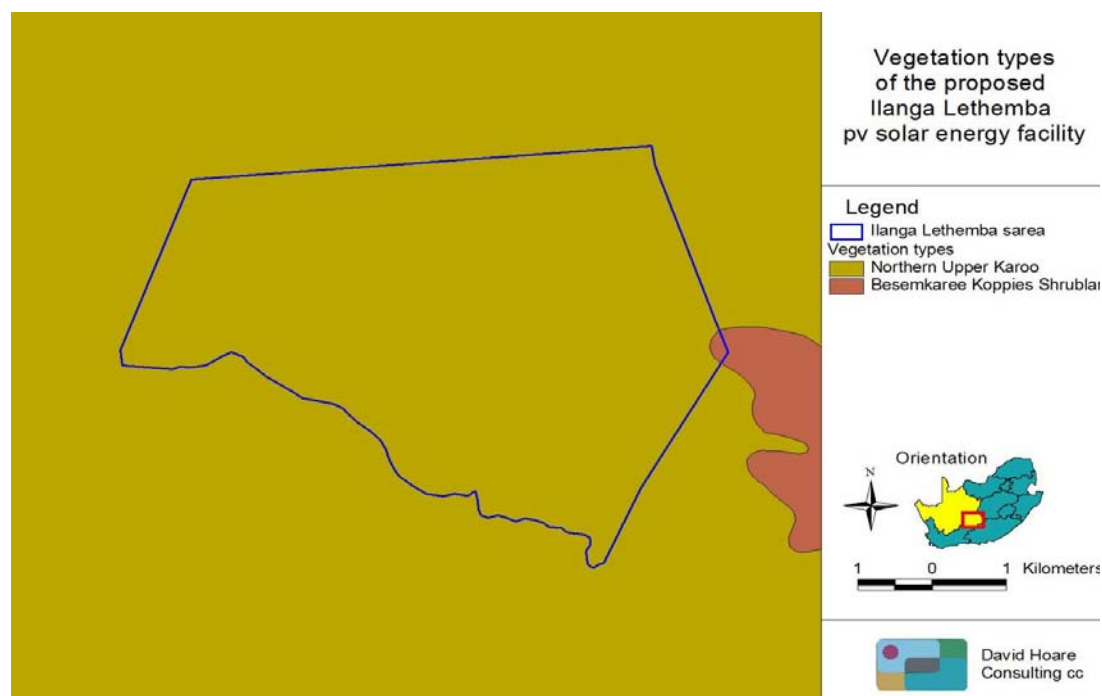 Vegetation types
of the proposed
Ilanga Lethemba
pv solar energy facility
Legend
Ilanga Lethemba sarea
Vegetation types
Northern Upper Karoo
Besemkaree Koppies Shrublan
Orientation
N
1 0 1 Kilometers
David Hoare
Consulting cc